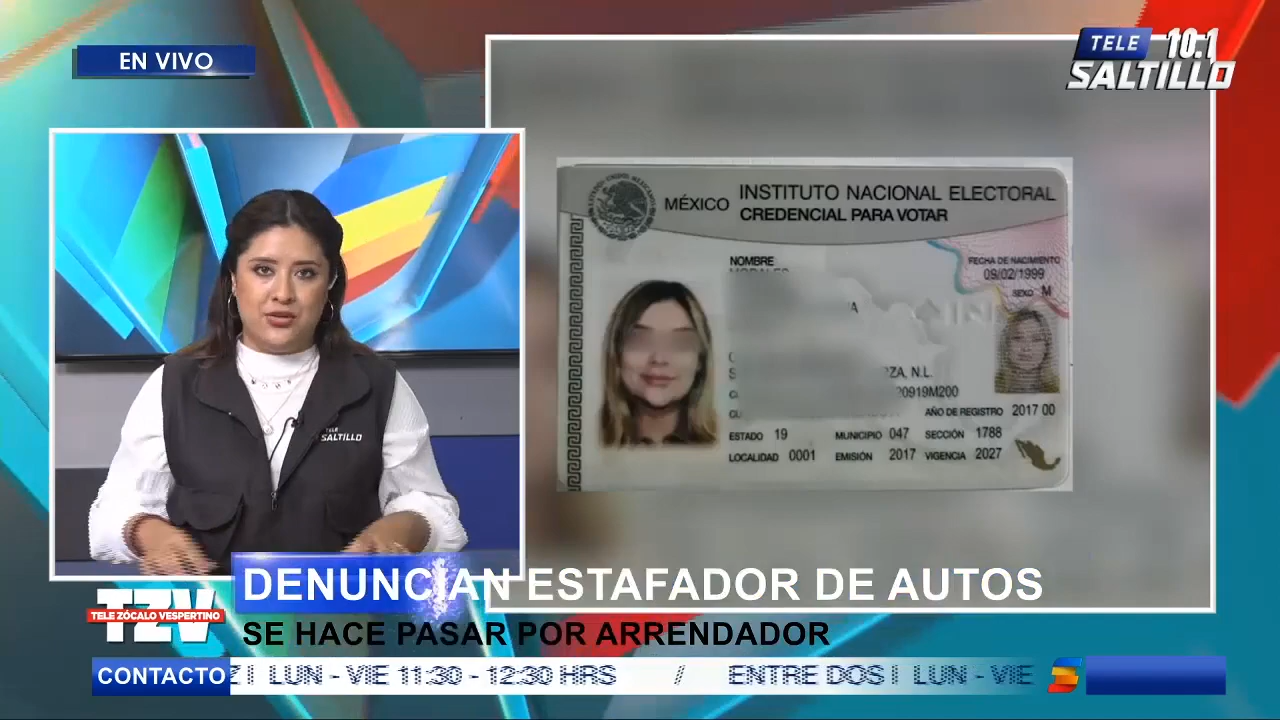 EN VIVO
TELE 10.1
SALTILLO
MÉXICO INSTITUTO NACIONAL ELECTORAL
CREDENCIAL PARA VOTAR
NOMBRE
FECHA DE NACIMIENTO
09/02/1999
SEXO M
A
RZA, N.L.
20919M200
AÑO DE REGISTRO 2017 00
ESTADO 19 MUNICIPIO 047 SECCIÓN 1788
LOCALIDAD 0001 EMISIÓN 2017 VIGENCIA 2027
TELE
SALTILLO
DENUNCIAN ESTAFADOR DE AUTOS
TZV
TELE ZÓCALO VESPERTINO
SE HACE PASAR POR ARRENDADOR
CONTACTO LUN - VIE 11:30 - 12:30 HRS / ENTRE DOS | LUN - VIE